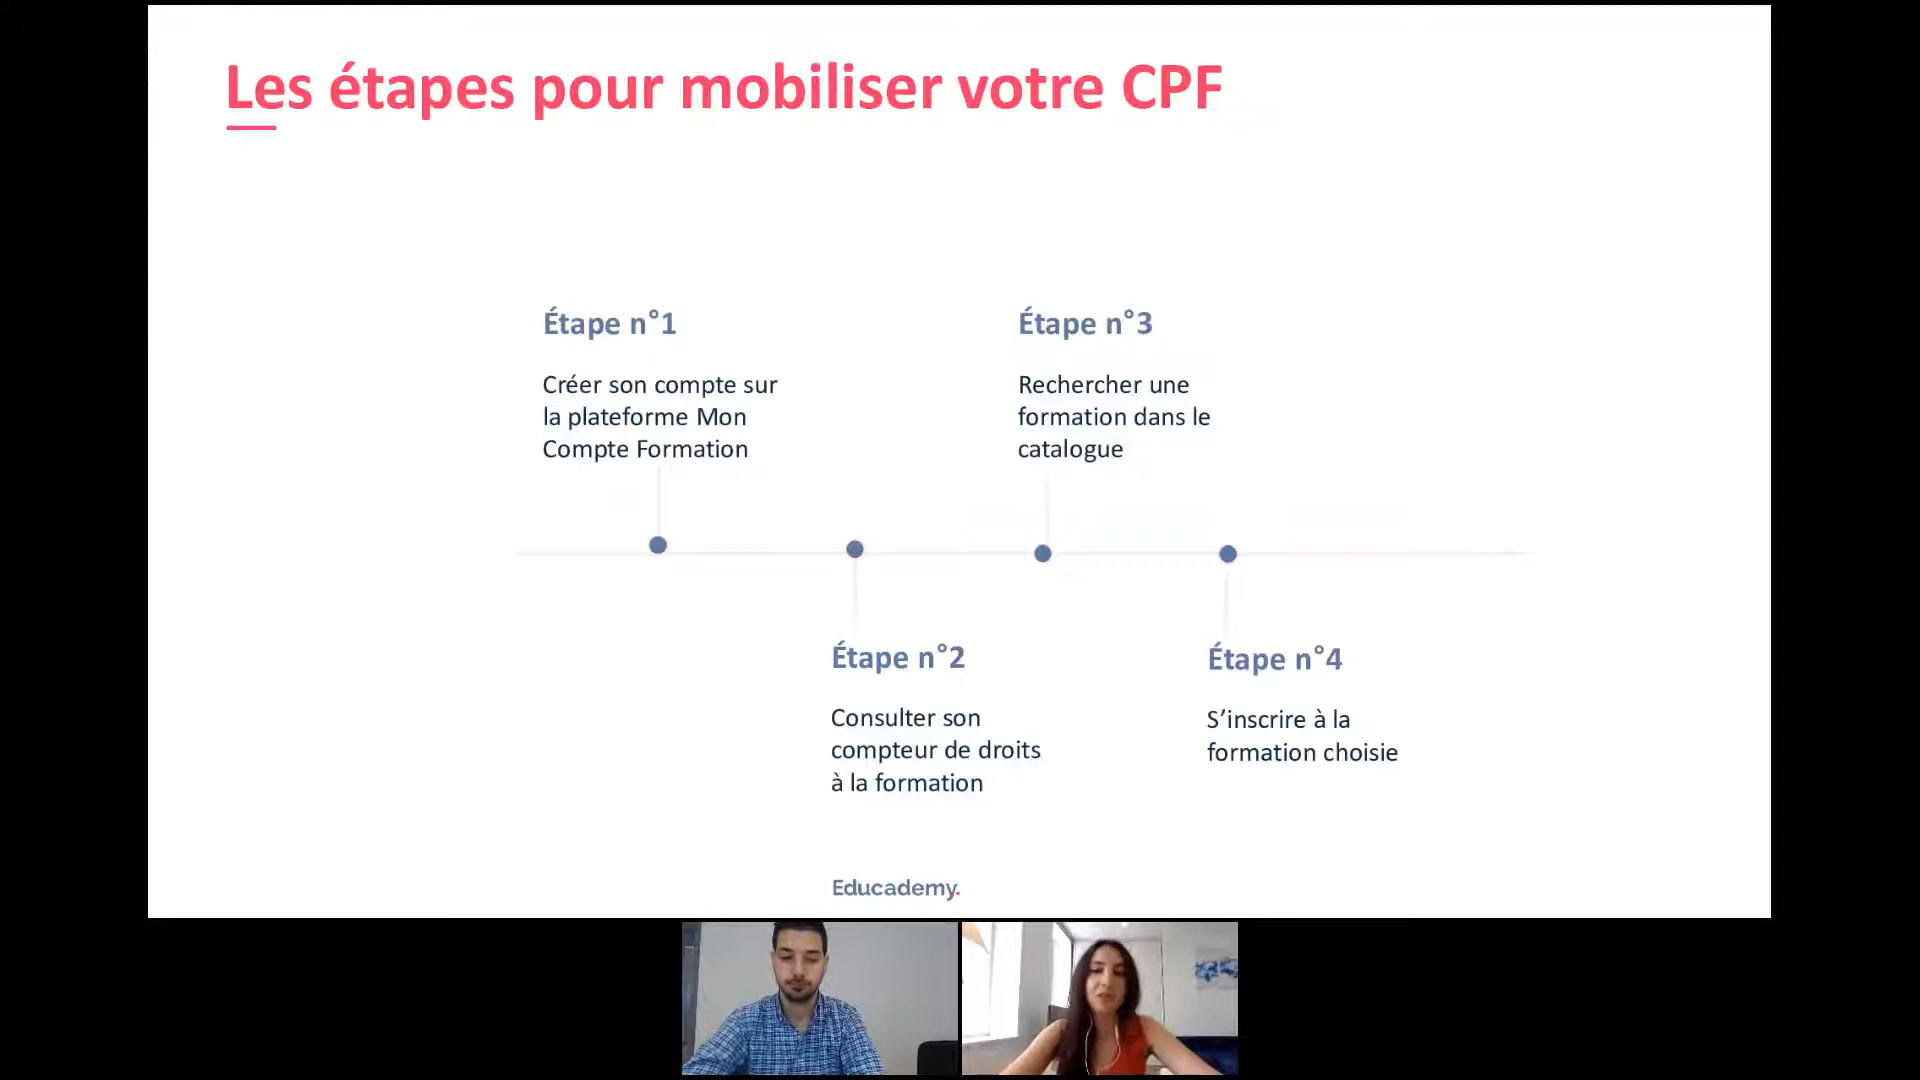 Les étapes pour mobiliser votre CPF
Étape n°1
Créer son compte sur
la plateforme Mon
Compte Formation
Étape n°2
Consulter son
compteur de droits
à la formation
Étape n°3
Rechercher une
formation dans le
catalogue
Étape n°4
S’inscrire à la
formation choisie
Educademy.